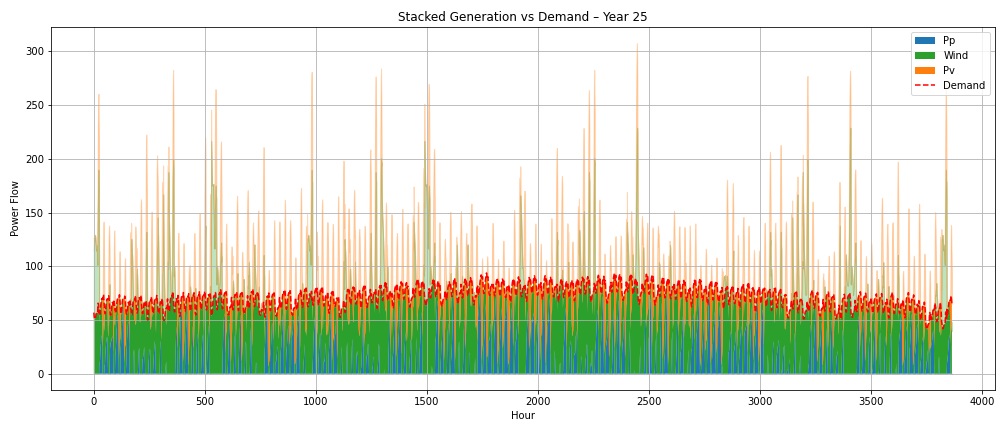 Stacked Generation vs Demand – Year 25
Pp
Wind
Pv
Demand
Power Flow
300
250
200
150
100
50
0
0 500 1000 1500 2000 2500 3000 3500 4000
Hour